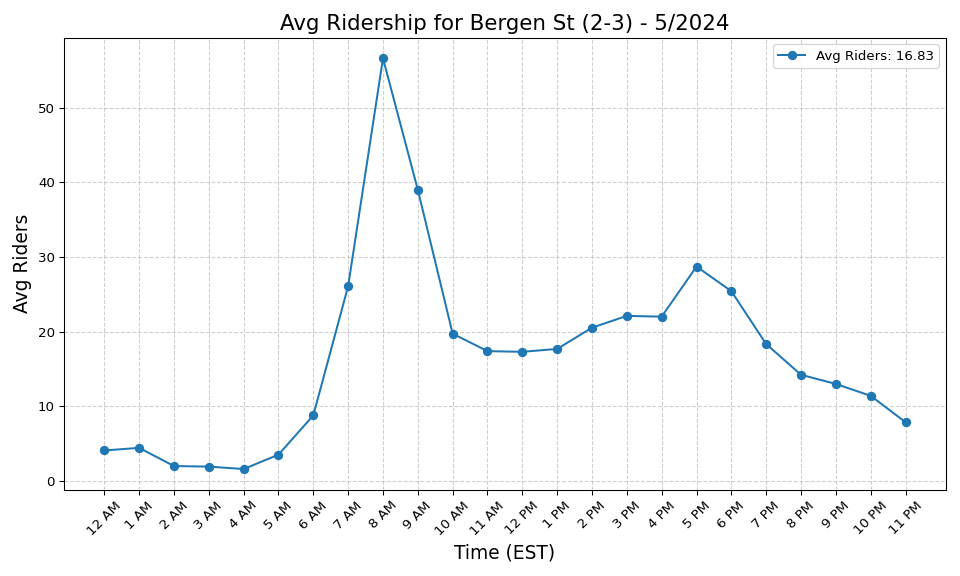 Avg Ridership for Bergen St (2-3) - 5/2024
Avg Riders: 16.83
Avg Riders
50
40
30
20
10
0
12 AM
1 AM
2 AM
3 AM
4 AM
5 AM
6 AM
7 AM
8 AM
9 AM
10 AM
11 AM
12 PM
1 PM
2 PM
3 PM
4 PM
5 PM
6 PM
7 PM
8 PM
9 PM
10 PM
11 PM
Time (EST)